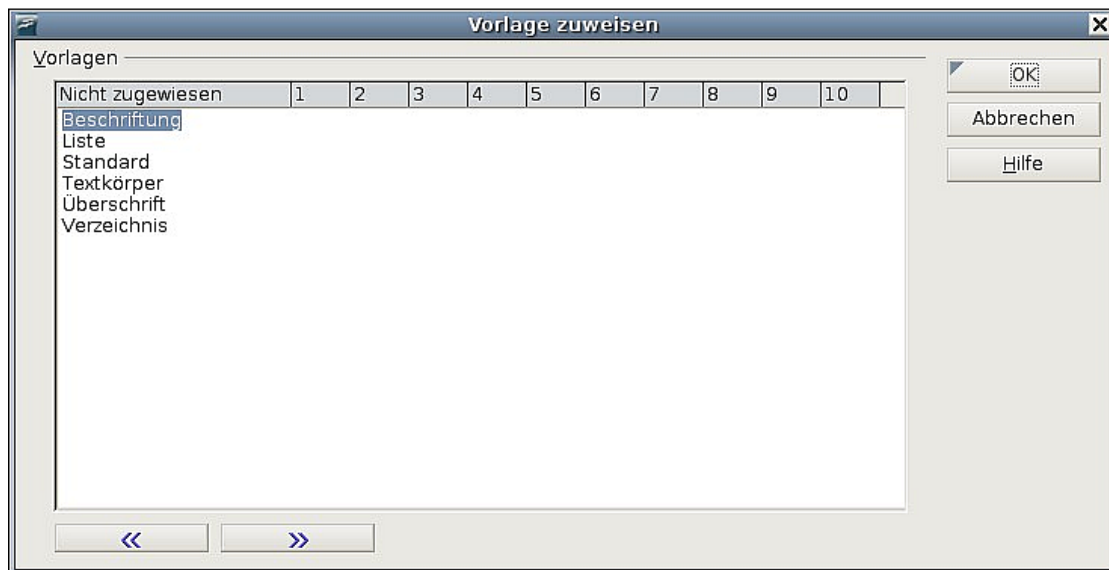 Vorlage zuweisen
Vorlagen
Nicht zugewiesen 1 2 3 4 5 6 7 8 9 10
Beschriftung
Liste
Standard
Textkörper
Überschrift
Verzeichnis
OK
Abbrechen
Hilfe